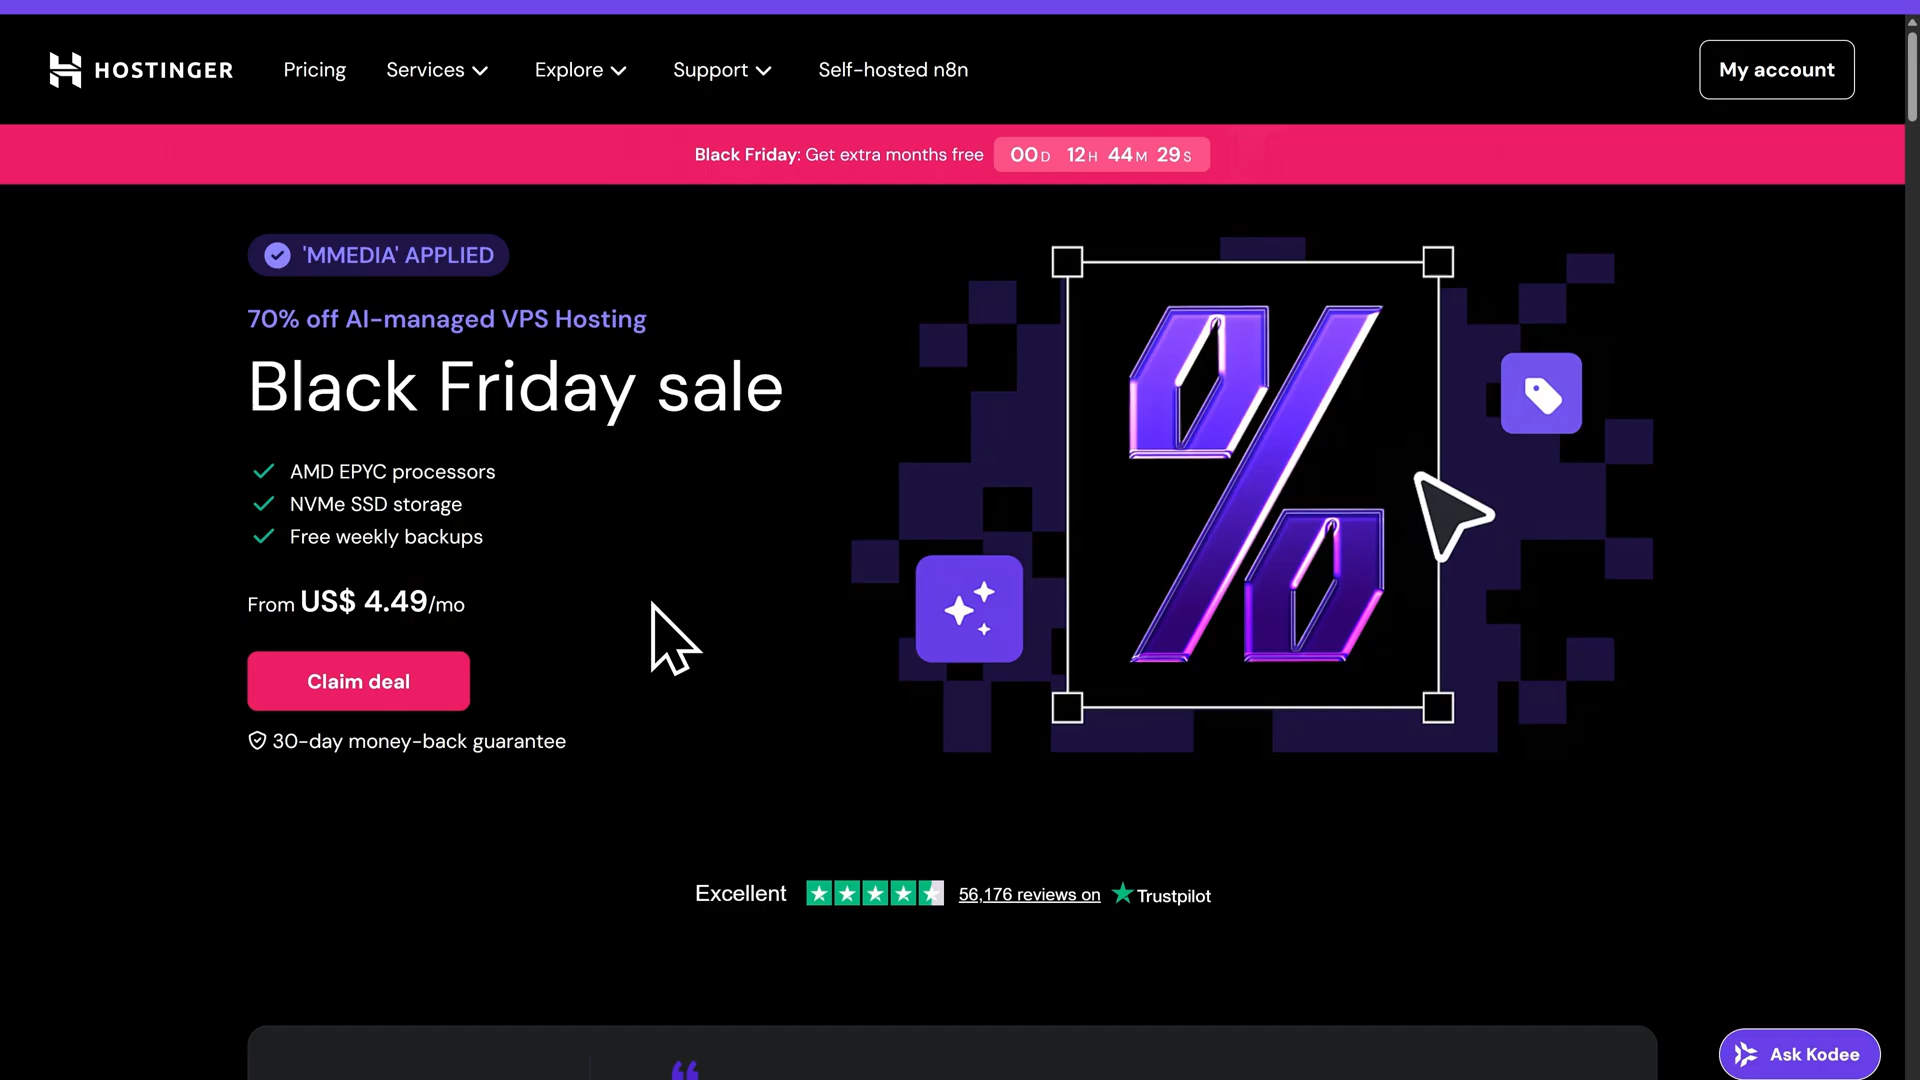 HOSTINGER
Pricing
Services
Explore
Support
Self-hosted n8n
My account
Black Friday: Get extra months free 00D 12H 44M 29S
'MMEDIA' APPLIED
70% off AI-managed VPS Hosting
Black Friday sale
AMD EPYC processors
NVMe SSD storage
Free weekly backups
From US$ 4.49/mo
Claim deal
30-day money-back guarantee
%
Excellent 56,176 reviews on Trustpilot
“
Ask Kodee